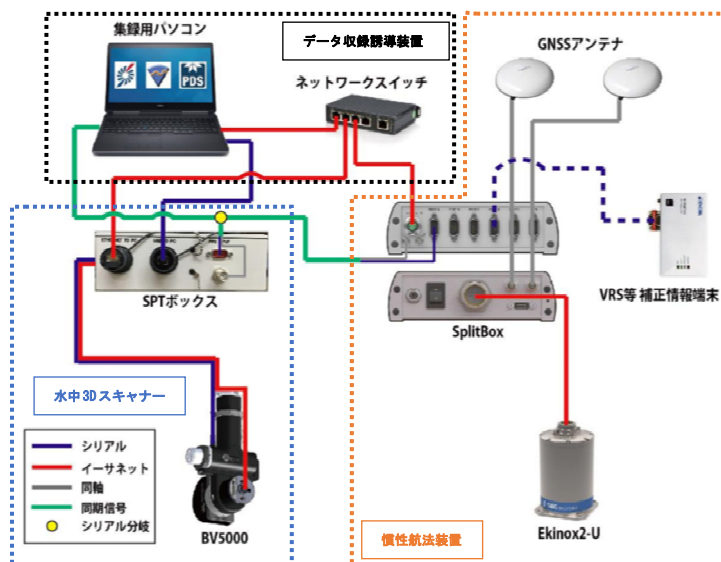 集録用パソコン
データ収録誘導装置
GNSSアンテナ
ネットワークスイッチ
PDS
SPTボックス
SplitBox
VRS等 補正情報端末
水中3Dスキャナー
シリアル
イーサネット
同軸
同期信号
シリアル分岐
BV5000
慣性航法装置
Ekinox2-U